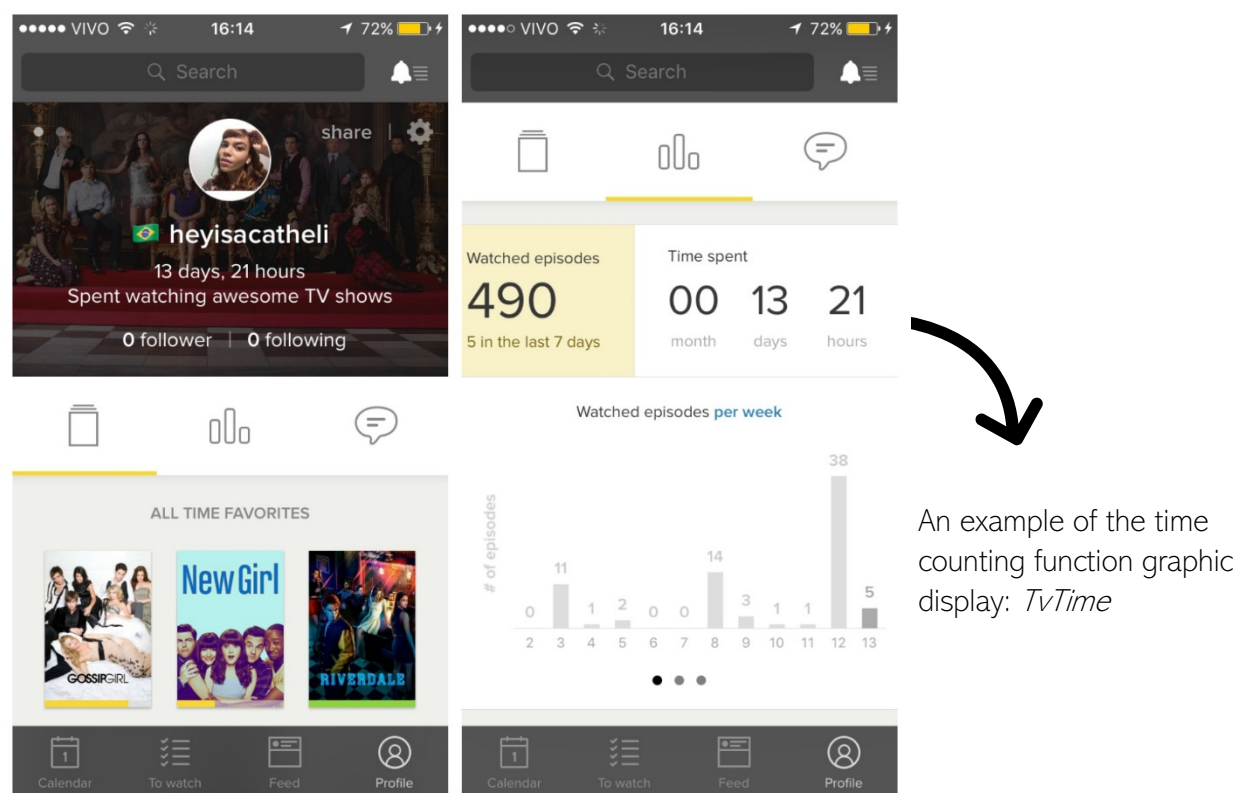 VIVO 16:14 72%
Search
share |
heyisacatheli
13 days, 21 hours
Spent watching awesome TV shows
0 follower | 0 following
ALL TIME FAVORITES
GOSSIPGIRL
New Girl
RIVERDALE
1
Calendar
To watch
Feed
Profile
VIVO 16:14 72%
Search
Watched episodes
490
5 in the last 7 days
Time spent
00 13 21
month days hours
Watched episodes per week
# of episodes
0 11 1 2 0 0 14 3 1 1 38 5
2 3 4 5 6 7 8 9 10 11 12 13
1
Calendar
To watch
Feed
Profile
An example of the time
counting function graphic
display: TvTime